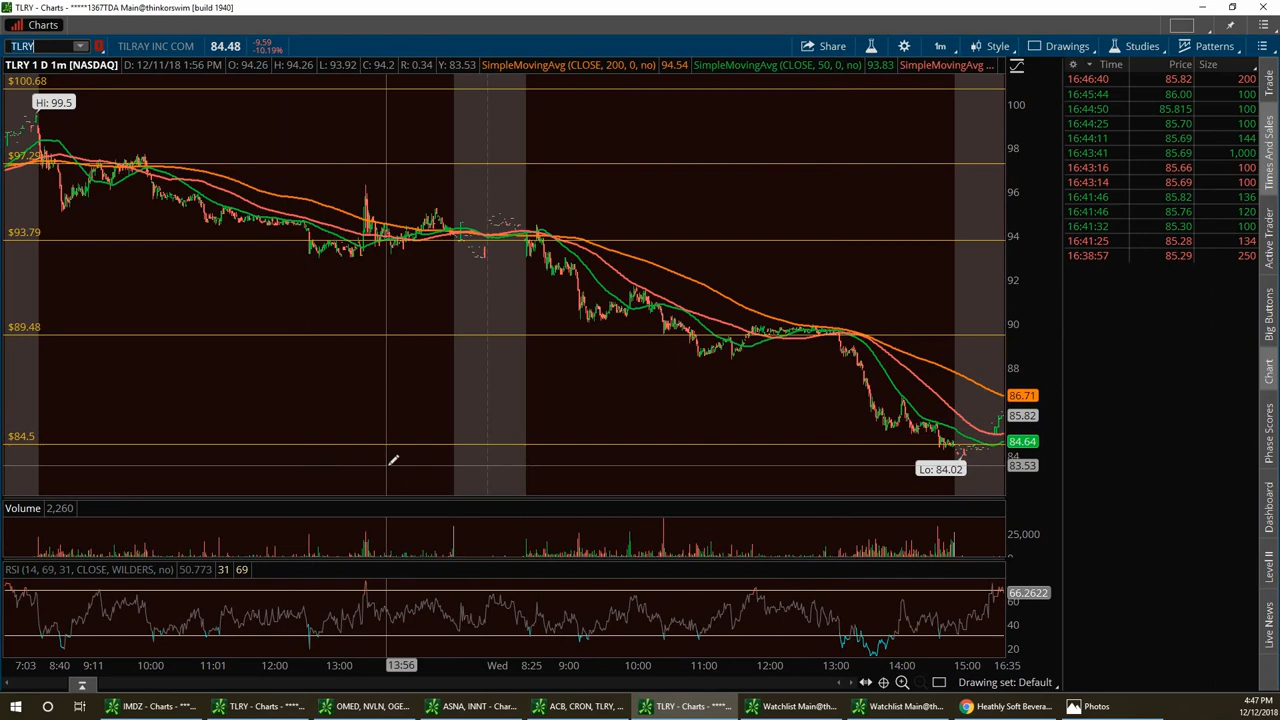 TLRY - Charts - *****1367TDA Main@thinkorswim [build 1940]
Charts
TLRY TILRAY INC COM 84.48 -9.59 -10.19% Share 1m Style Drawings Studies Patterns
TLRY 1 D 1m [NASDAQ] D: 12/11/18 1:56 PM O: 94.26 H: 94.26 L: 93.92 C: 94.2 R: 0.34 Y: 83.53 SimpleMovingAvg (CLOSE, 200, 0, no) 94.54 SimpleMovingAvg (CLOSE, 50, 0, no) 93.83 SimpleMovingAvg ...
$100.68
Hi: 99.5
$97.29
$93.79
$89.48
$84.5
Lo: 84.02
100
98
96
94
92
90
88
86.71
85.82
84.64
84
83.53
Volume 2,260
25,000
0
RSI (14, 69, 31, CLOSE, WILDERS, no) 50.773 31 69
66.2622
60
40
20
7:03 8:40 9:11 10:00 11:01 12:00 13:00 13:56 Wed 8:25 9:00 10:00 11:00 12:00 13:00 14:00 15:00 16:35
Drawing set: Default
Time Price Size
16:46:40 85.82 200
16:45:44 86.00 100
16:44:50 85.815 100
16:44:25 85.70 100
16:44:11 85.69 144
16:43:41 85.69 1,000
16:43:16 85.66 100
16:43:14 85.69 100
16:41:46 85.82 136
16:41:46 85.76 120
16:41:32 85.30 100
16:41:25 85.28 134
16:38:57 85.29 250
Trade
Times And Sales
Active Trader
Big Buttons
Chart
Phase Scores
Dashboard
Level II
Live News
IMDZ - Charts - ***...
TLRY - Charts - ****...
OMED, NVLN, OGE...
ASNA, INNT - Char...
CB, CRON, TLRY, ...
TLRY - Charts - ****...
Watchlist Main@th...
Watchlist Main@th...
Heathly Soft Bevera...
Photos
4:47 PM
12/12/2018